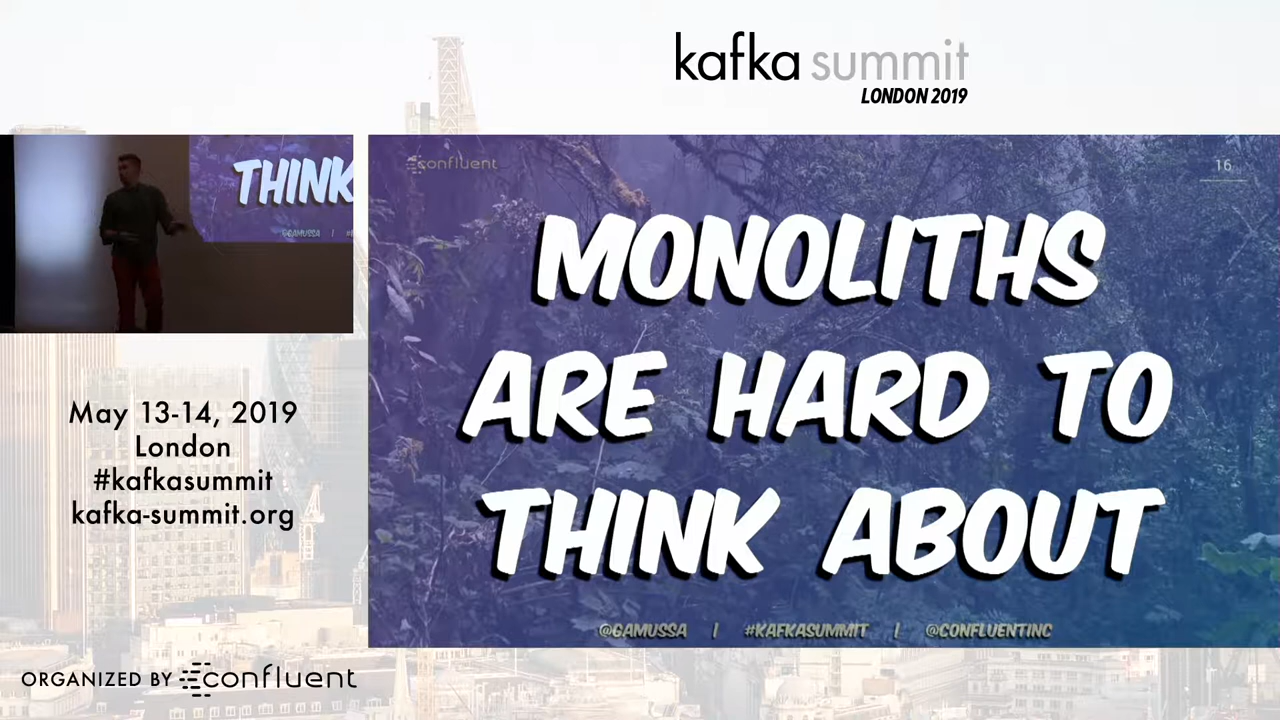 kafka summit
LONDON 2019
THINK
@GAMUSSA |
confluent
16
MONOLITHS
ARE HARD TO
THINK ABOUT
@GAMUSSA | #KAFKASUMMIT | @CONFLUENTINC
May 13-14, 2019
London
#kafkasummit
kafka-summit.org
ORGANIZED BY confluent